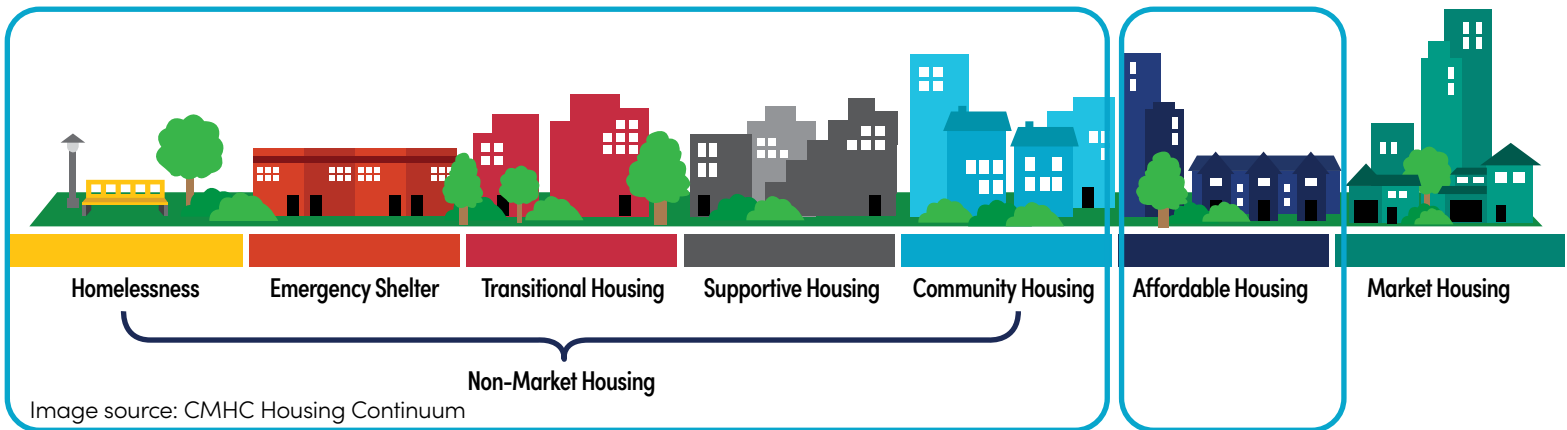 Homelessness
Emergency Shelter
Transitional Housing
Supportive Housing
Community Housing
Affordable Housing
Market Housing
Non-Market Housing
Image source: CMHC Housing Continuum